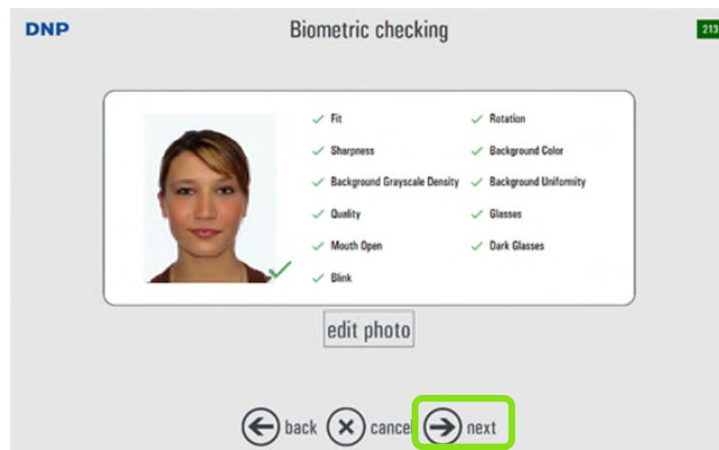 DNP
Biometric checking
213
Fit
Sharpness
Background Grayscale Density
Quality
Mouth Open
Blink
Rotation
Background Color
Background Uniformity
Glasses
Dark Glasses
edit photo
back cancel next